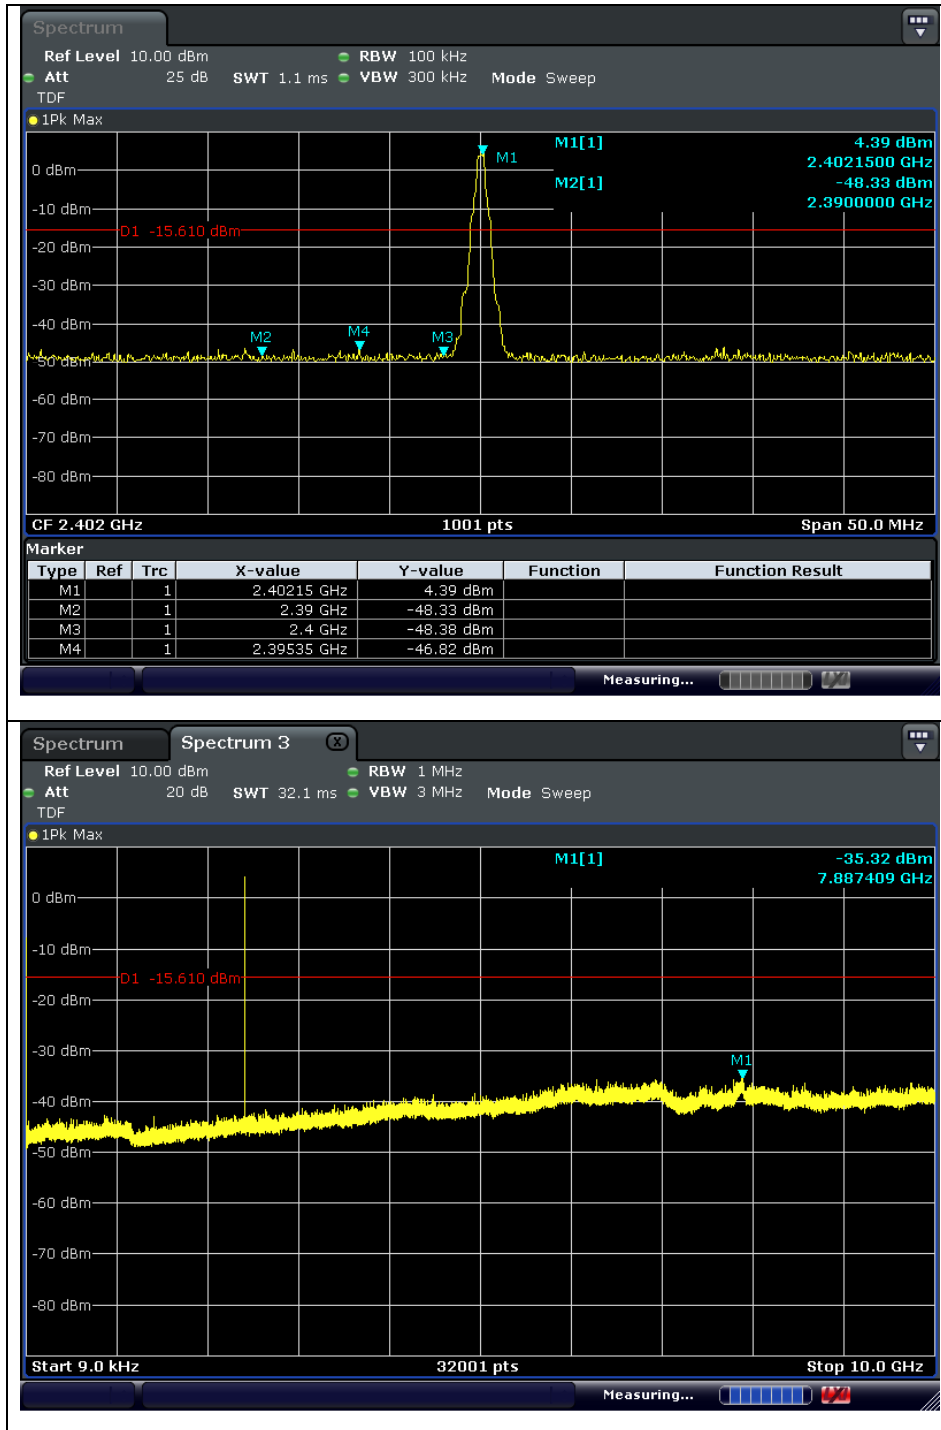 Spectrum
Ref Level 10.00 dBm RBW 100 kHz
Att 25 dB SWT 1.1 ms VBW 300 kHz Mode Sweep
TDF
1Pk Max
M1[1] 4.39 dBm
2.4021500 GHz
M2[1] -48.33 dBm
2.3900000 GHz
M1
0 dBm
-10 dBm
D1 -15.610 dBm
-20 dBm
-30 dBm
-40 dBm
M2 M4 M3
-50 dBm
-60 dBm
-70 dBm
-80 dBm
CF 2.402 GHz 1001 pts Span 50.0 MHz
Marker
Type Ref Trc X-value Y-value Function Function Result
M1 1 2.40215 GHz 4.39 dBm
M2 1 2.39 GHz -48.33 dBm
M3 1 2.4 GHz -48.38 dBm
M4 1 2.39535 GHz -46.82 dBm
Measuring...
Spectrum Spectrum 3 X
Ref Level 10.00 dBm RBW 1 MHz
Att 20 dB SWT 32.1 ms VBW 3 MHz Mode Sweep
TDF
1Pk Max
M1[1] -35.32 dBm
7.887409 GHz
0 dBm
-10 dBm
D1 -15.610 dBm
-20 dBm
-30 dBm
M1
-40 dBm
-50 dBm
-60 dBm
-70 dBm
-80 dBm
Start 9.0 kHz 32001 pts Stop 10.0 GHz
Measuring...